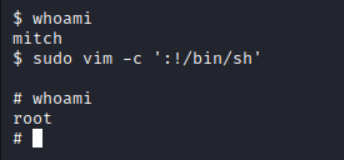 $ whoami
mitch
$ sudo vim -c ':!/bin/sh'
# whoami
root
#